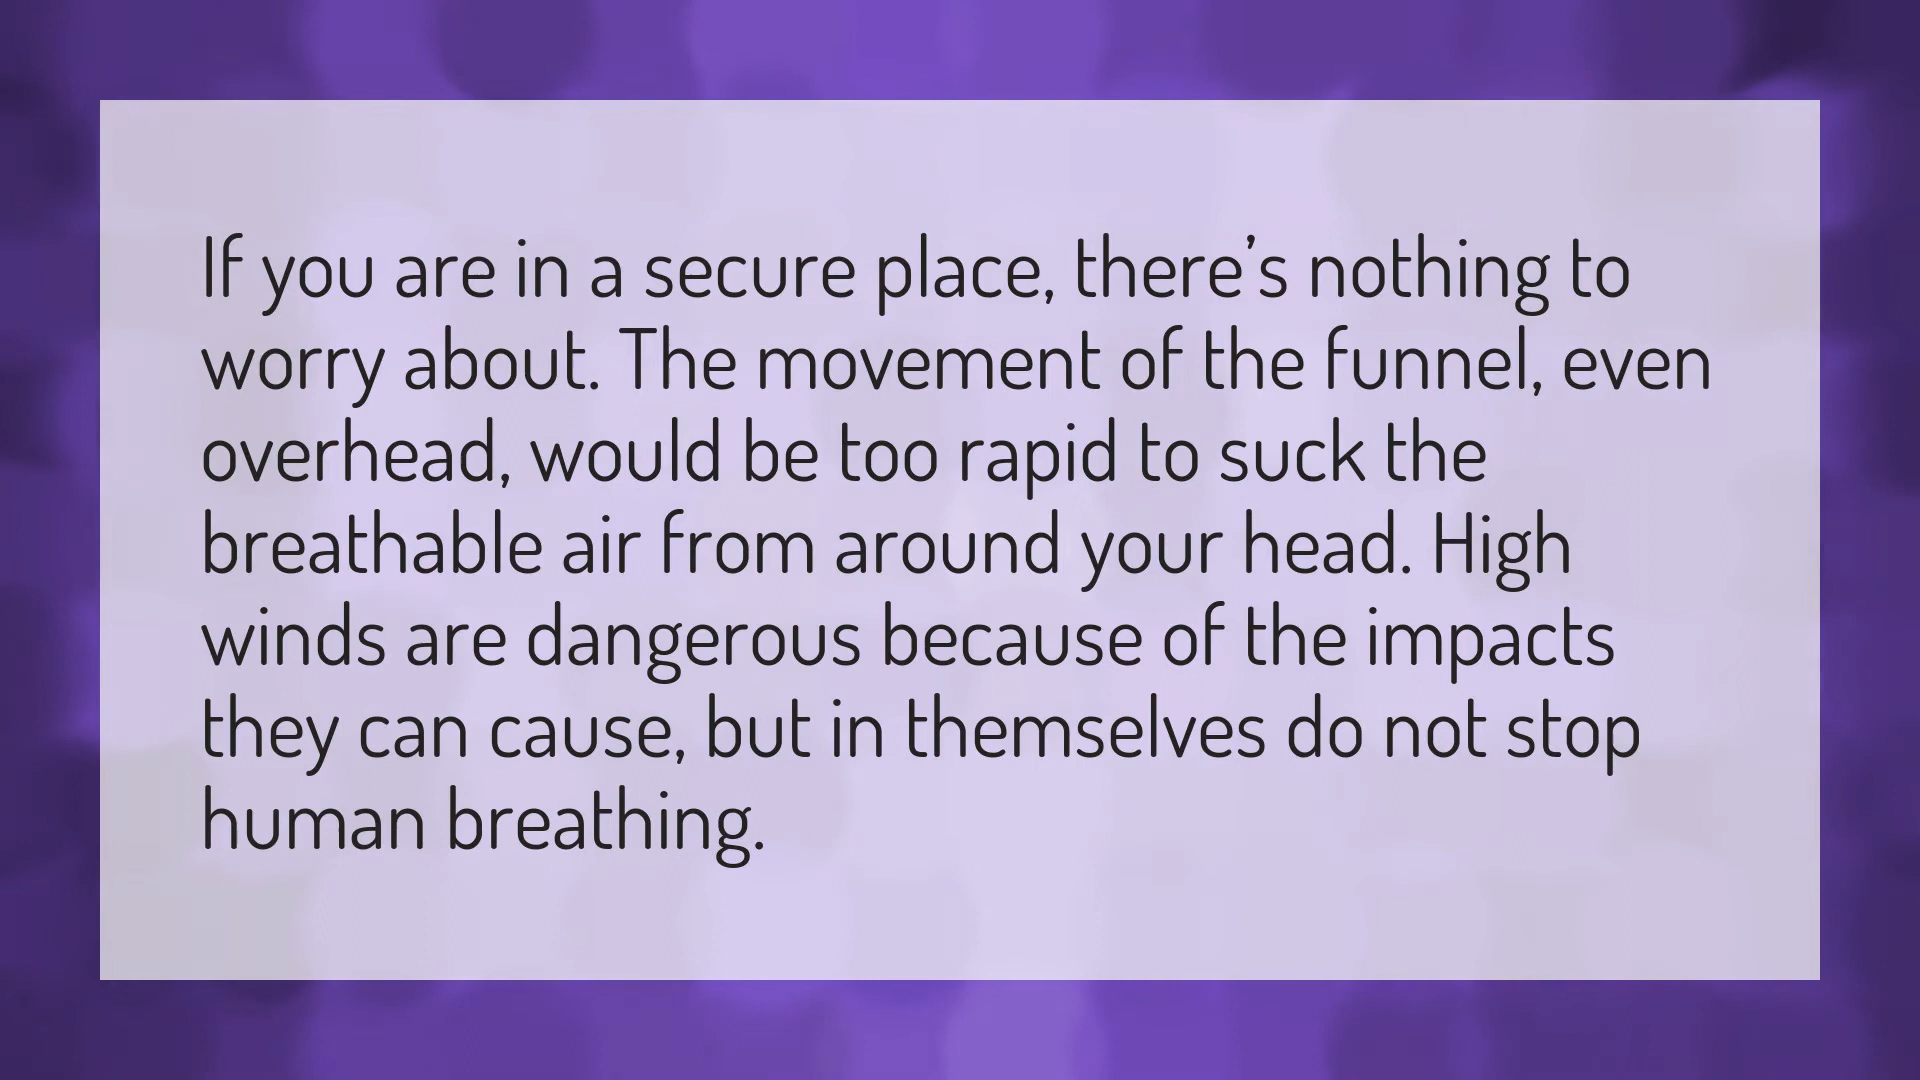 If you are in a secure place, there’s nothing to
worry about. The movement of the funnel, even
overhead, would be too rapid to suck the
breathable air from around your head. High
winds are dangerous because of the impacts
they can cause, but in themselves do not stop
human breathing.